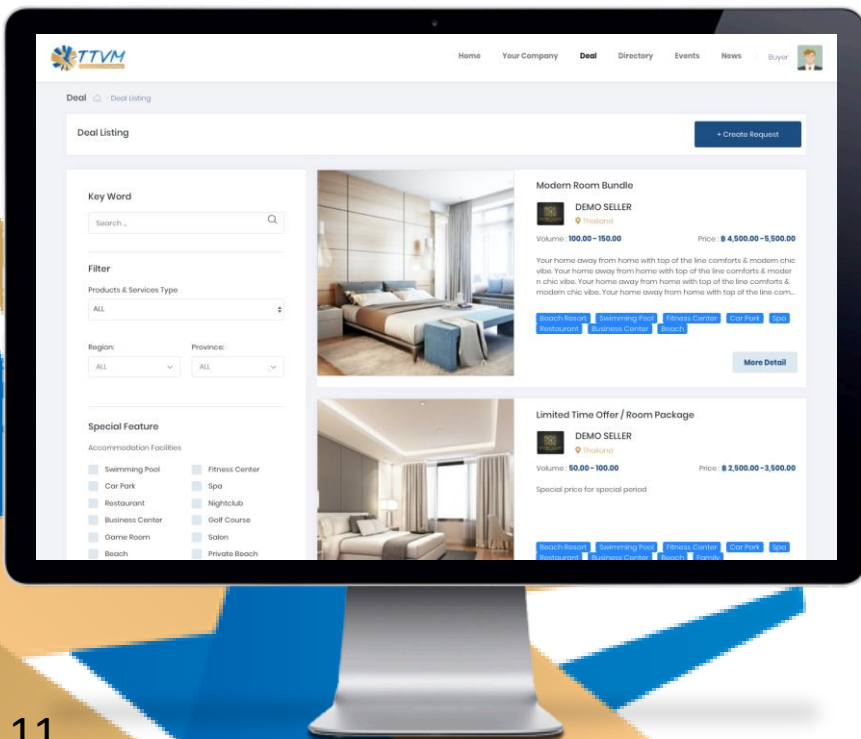 TTVM
Home Your Company Deal Directory Events News Buyer
Deal - Deal Listing
Deal Listing
+ Create Request
Key Word
Search ...
Filter
Products & Services Type
ALL
Region: Province:
ALL ALL
Special Feature
Accommodation Facilities
Swimming Pool Fitness Center
Car Park Spa
Restaurant Nightclub
Business Center Golf Course
Game Room Salon
Beach Private Beach
Modern Room Bundle
DEMO SELLER
Thailand
Volume : 100.00 - 150.00 Price : ฿ 4,500.00 -5,500.00
Your home away from home with top of the line comforts & modern chic
vibe. Your home away from home with top of the line comforts & moder
n chic vibe. Your home away from home with top of the line comforts &
modern chic vibe. Your home away from home with top of the line com...
Beach Resort Swimming Pool Fitness Center Car Park Spa
Restaurant Business Center Beach
More Detail
Limited Time Offer / Room Package
DEMO SELLER
Thailand
Volume : 50.00 - 100.00 Price : ฿ 2,500.00 -3,500.00
Special price for special period
Beach Resort Swimming Pool Fitness Center Car Park Spa
Restaurant Business Center Beach Family
11